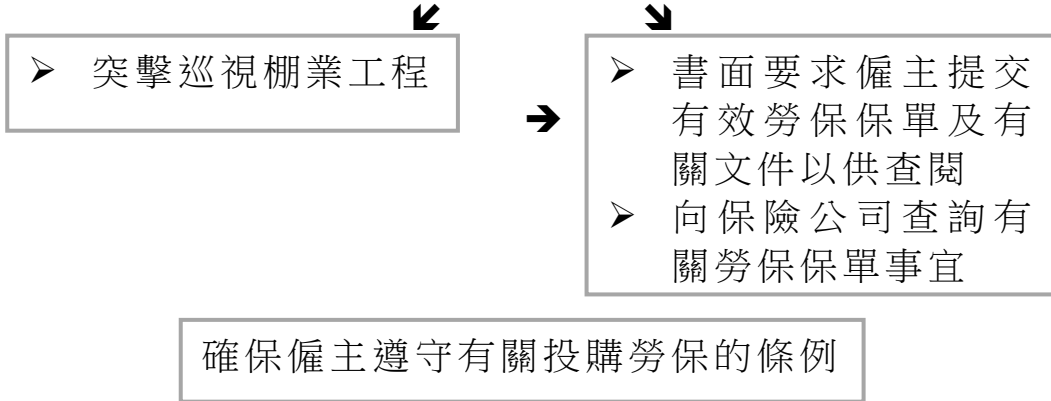 ➢ 突擊巡視棚業工程
➢ 書面要求僱主提交
有效勞保保單及有
關文件以供查閱
➢ 向保險公司查詢有
關勞保保單事宜
確保僱主遵守有關投購勞保的條例